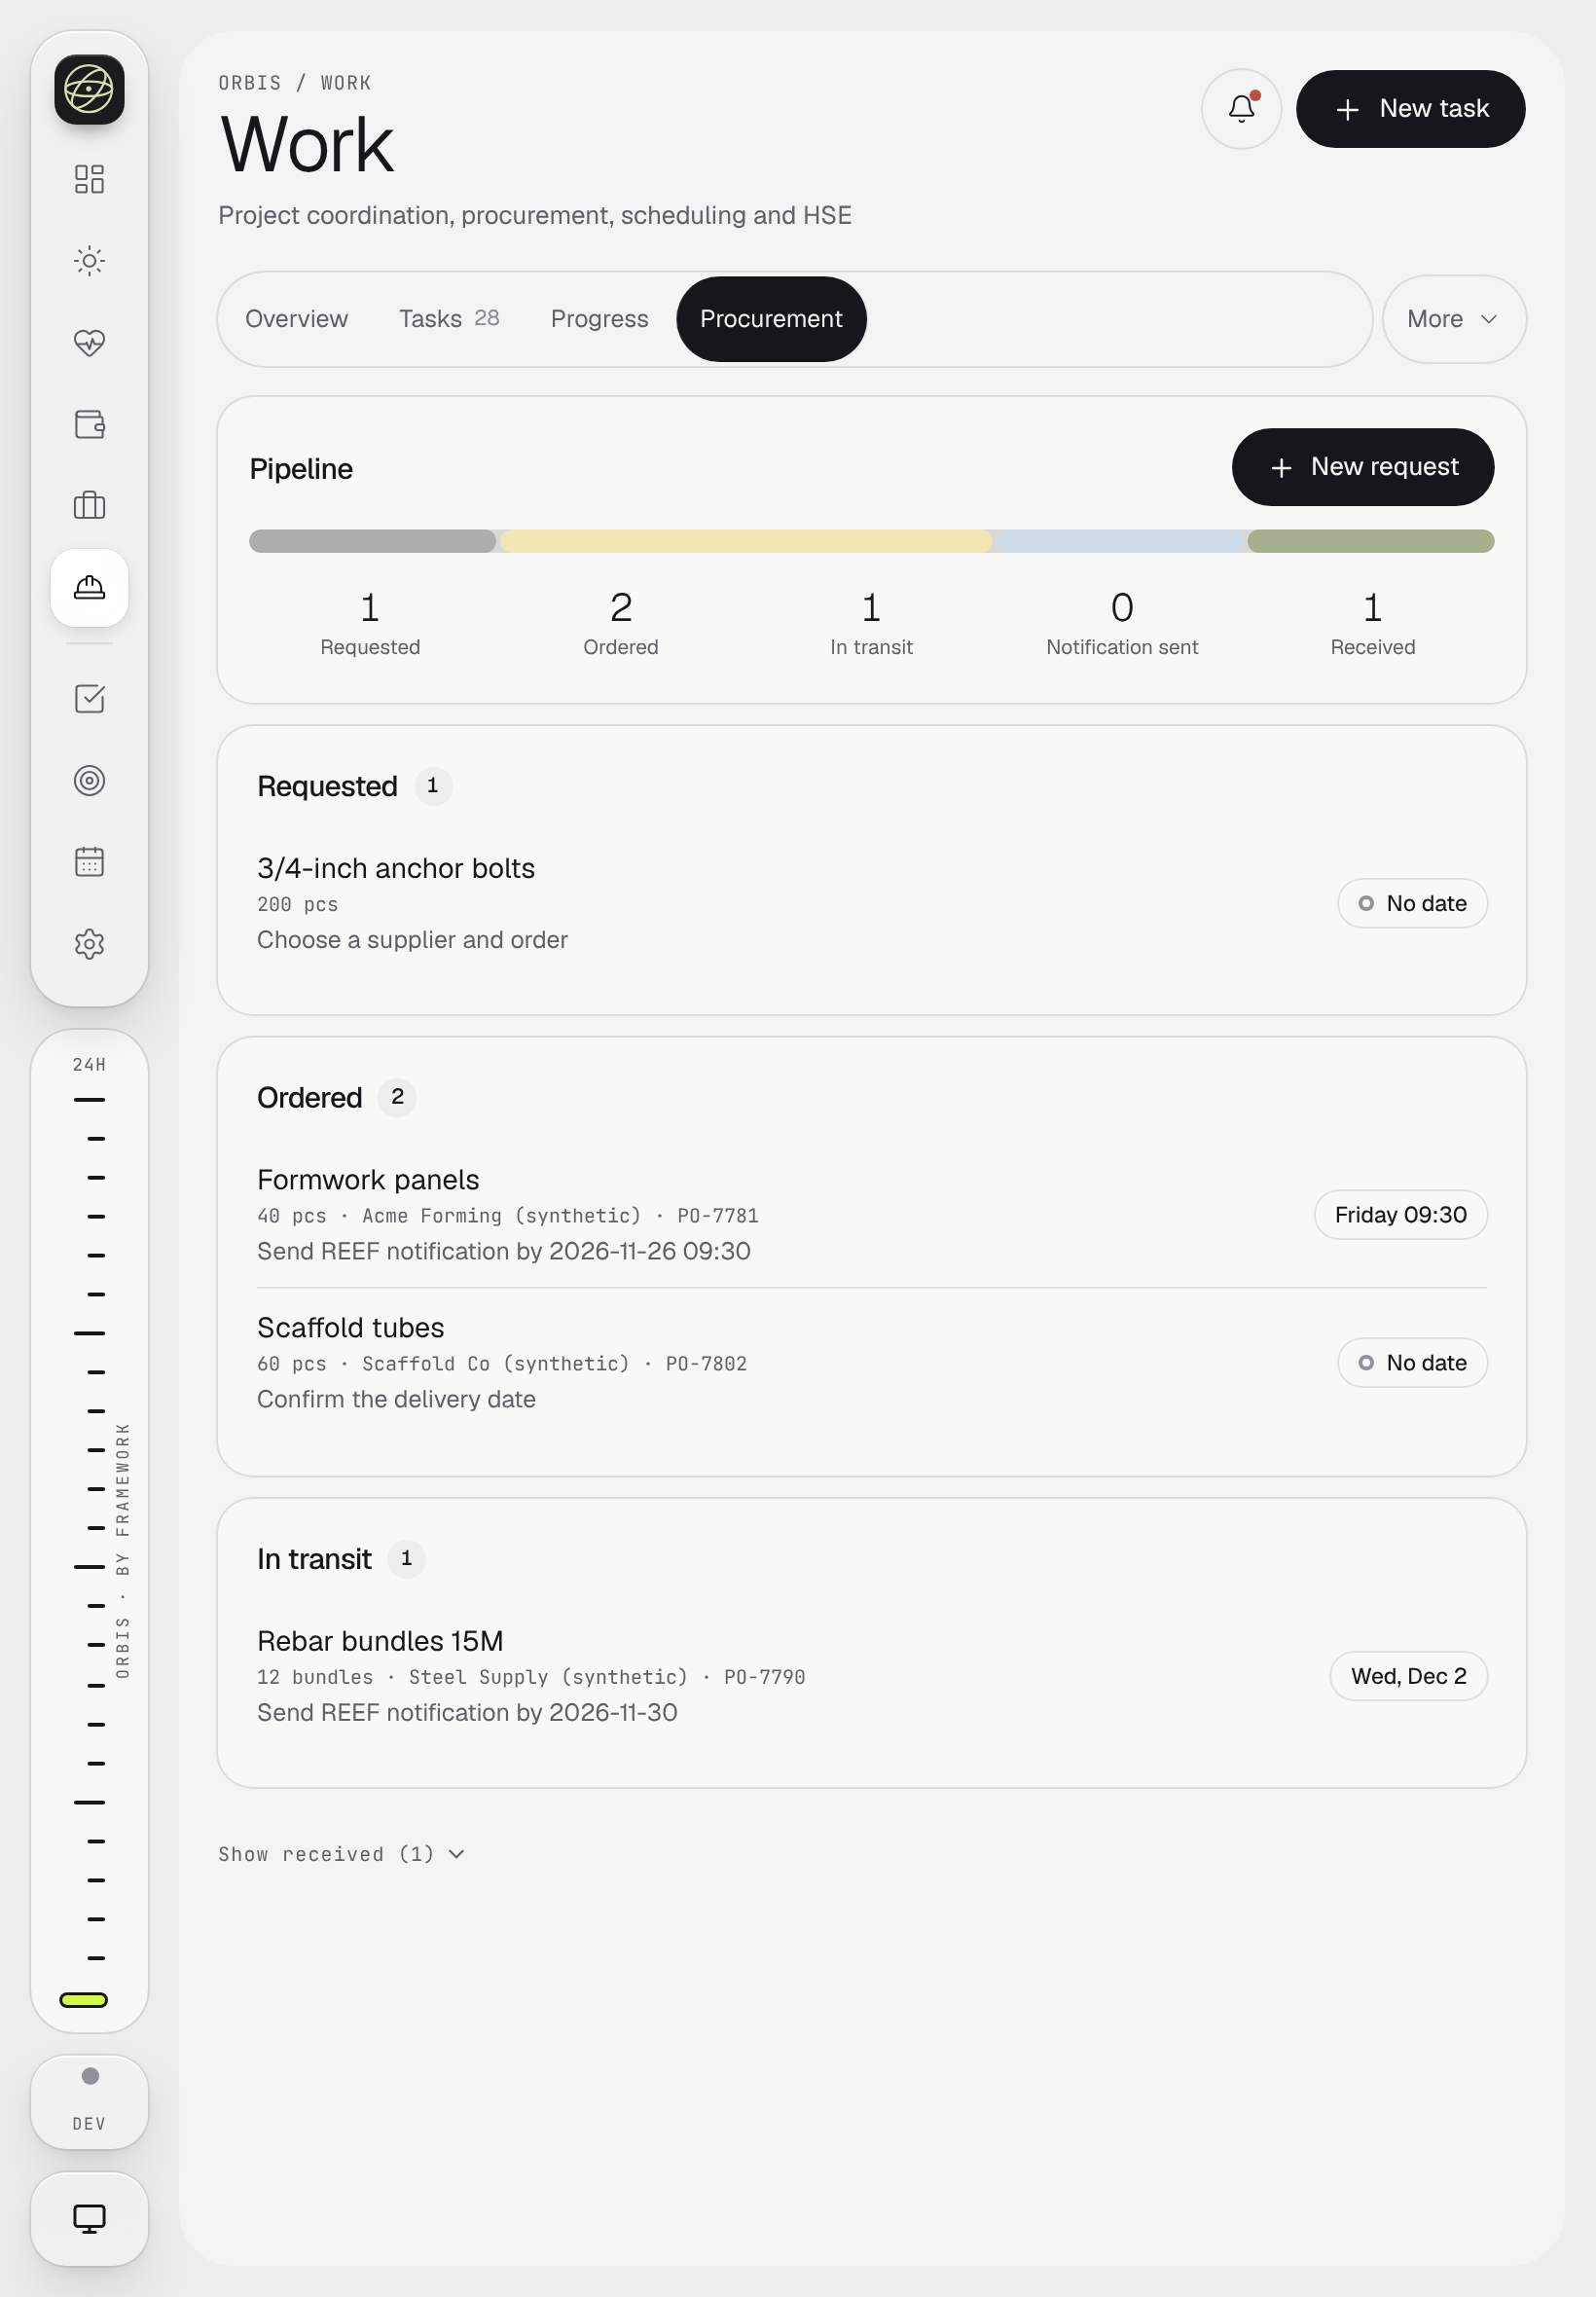 ORBIS / WORK
Work
Project coordination, procurement, scheduling and HSE
New task
Overview
Tasks 28
Progress
Procurement
More
Pipeline
New request
1
Requested
2
Ordered
1
In transit
0
Notification sent
1
Received
Requested 1
3/4-inch anchor bolts
200 pcs
Choose a supplier and order
No date
Ordered 2
Formwork panels
40 pcs · Acme Forming (synthetic) · PO-7781
Send REEF notification by 2026-11-26 09:30
Friday 09:30
Scaffold tubes
60 pcs · Scaffold Co (synthetic) · PO-7802
Confirm the delivery date
No date
In transit 1
Rebar bundles 15M
12 bundles · Steel Supply (synthetic) · PO-7790
Send REEF notification by 2026-11-30
Wed, Dec 2
Show received (1)
24H
ORBIS · BY FRAMEWORK
DEV